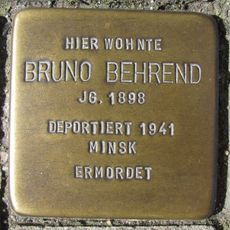 HIER WOHNTE
BRUNO BEHREND
JG. 1898
DEPORTIERT 1941
MINSK
ERMORDET